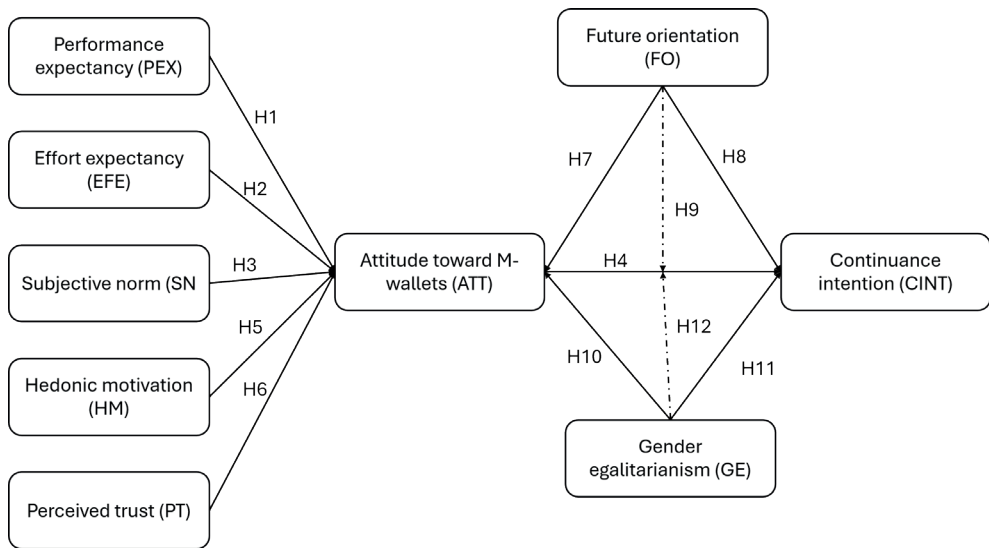 Performance
expectancy (PEX)
Effort expectancy
(EFE)
Subjective norm (SN
Hedonic motivation
(HM)
Perceived trust (PT)
H1
H2
H3
H5
H6
Attitude toward M-
wallets (ATT)
Future orientation
(FO)
H7
H8
H9
H4
H12
H10
H11
Continuance
intention (CINT)
Gender
egalitarianism (GE)